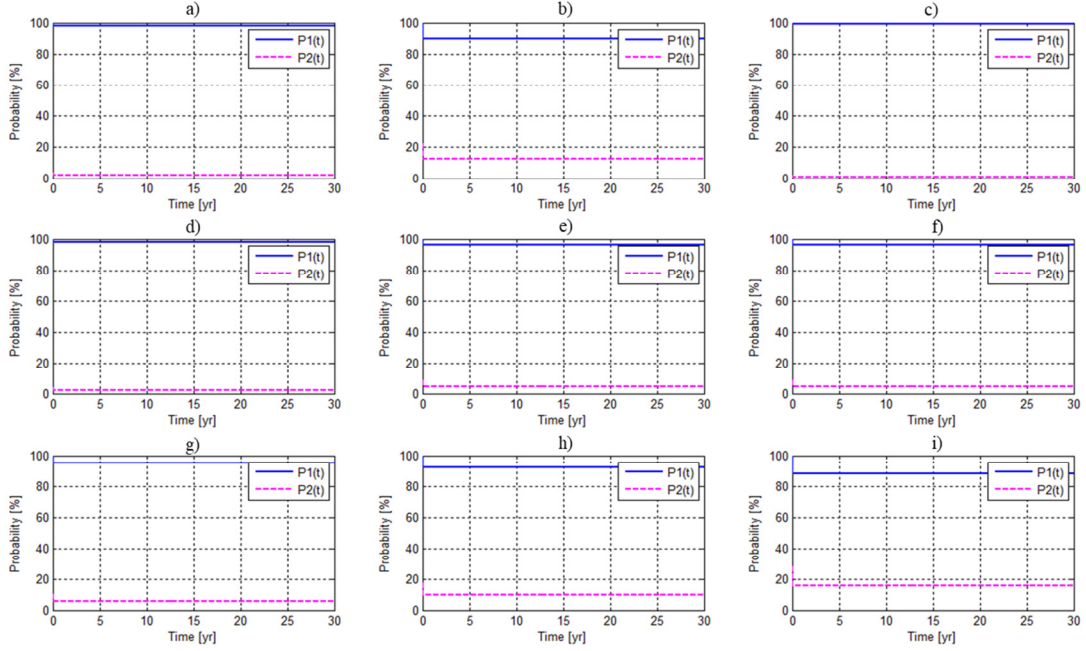 a) b) c)
100 100 100
P1(t) P1(t) P1(t)
80 80 80
P2(t) P2(t) P2(t)
60 60 60
40 40 40
20 20 20
0 0 0
Probability [%] Probability [%] Probability [%]
0 5 10 15 20 25 30 0 5 10 15 20 25 30 0 5 10 15 20 25 30
Time [yr] Time [yr] Time [yr]
d) e) f)
100 100 100
P1(t) P1(t) P1(t)
80 80 80
P2(t) P2(t) P2(t)
60 60 60
40 40 40
20 20 20
0 0 0
Probability [%] Probability [%] Probability [%]
0 5 10 15 20 25 30 0 5 10 15 20 25 30 0 5 10 15 20 25 30
Time [yr] Time [yr] Time [yr]
g) h) i)
100 100 100
P1(t) P1(t) P1(t)
80 80 80
P2(t) P2(t) P2(t)
60 60 60
40 40 40
20 20 20
0 0 0
Probability [%] Probability [%] Probability [%]
0 5 10 15 20 25 30 0 5 10 15 20 25 30 0 5 10 15 20 25 30
Time [yr] Time [yr] Time [yr]